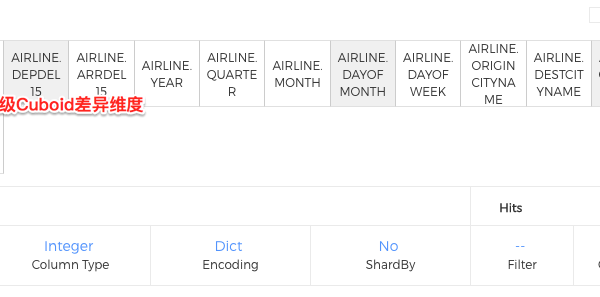 AIRLINE.
DEPDEL
15
AIRLINE.
ARRDEL
15
AIRLINE.
YEAR
AIRLINE.
QUARTE
R
AIRLINE.
MONTH
AIRLINE.
DAYOF
MONTH
AIRLINE.
DAYOF
WEEK
AIRLINE.
ORIGIN
CITYNA
ME
AIRLINE.
DESTCIT
YNAME
级Cuboid差异维度
Hits
Integer
Column Type
Dict
Encoding
No
ShardBy
--
Filter